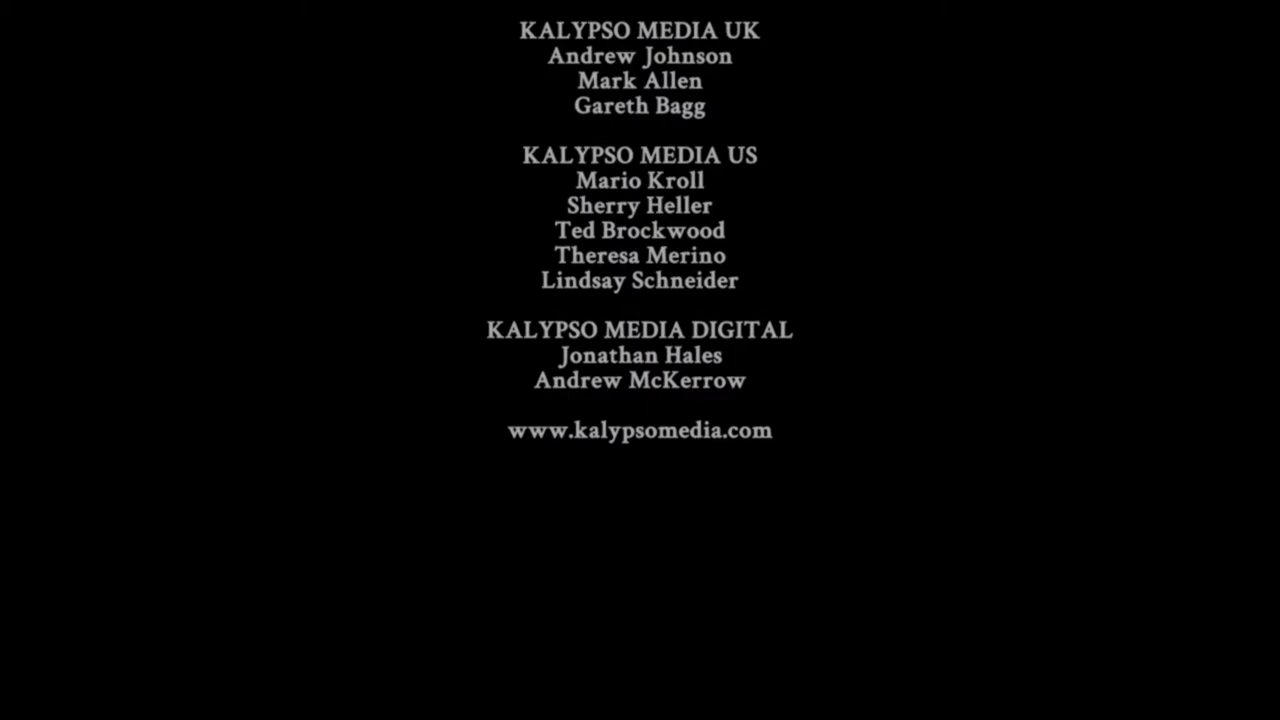 KALYPSO MEDIA UK
Andrew Johnson
Mark Allen
Gareth Bagg
KALYPSO MEDIA US
Mario Kroll
Sherry Heller
Ted Brockwood
Theresa Merino
Lindsay Schneider
KALYPSO MEDIA DIGITAL
Jonathan Hales
Andrew McKerrow
www.kalypsomedia.com